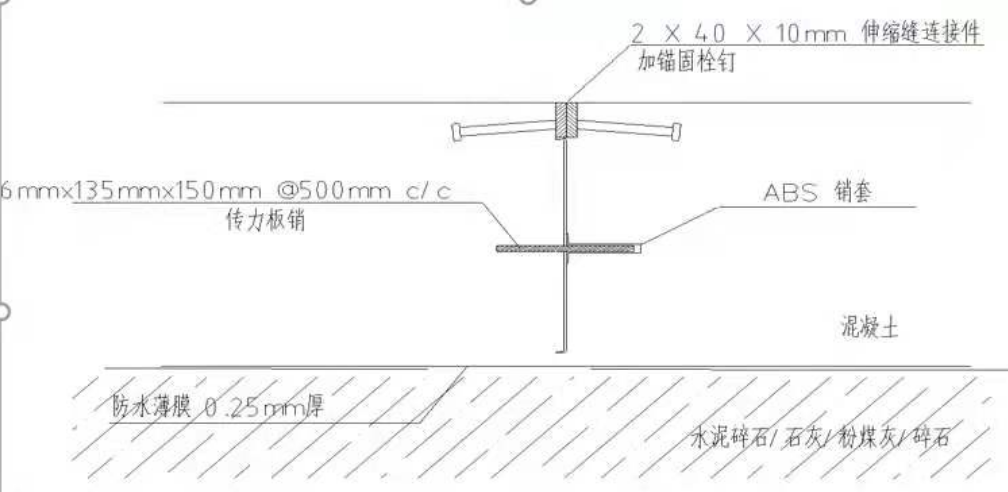 2 X 40 X 10mm 伸缩缝连接件
加锚固栓钉
6mmx135mmx150mm @500mm c/c
传力板销
ABS 销套
混凝土
防水薄膜 0.25mm厚
水泥碎石/石灰/粉煤灰/碎石